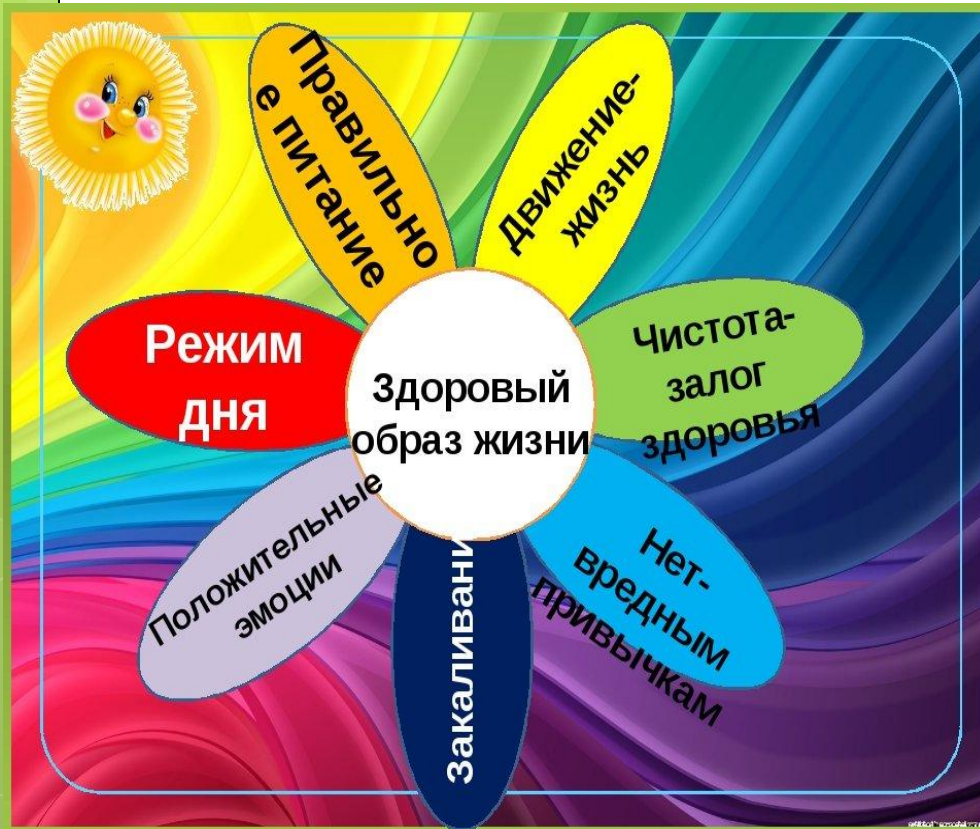 Правильно
е питание
Движение-
жизнь
Режим
дня
Здоровый
образ жизни
Чистота-
залог
здоровья
Положительные
эмоции
Закаливани
Нет-
вредным
привычкам